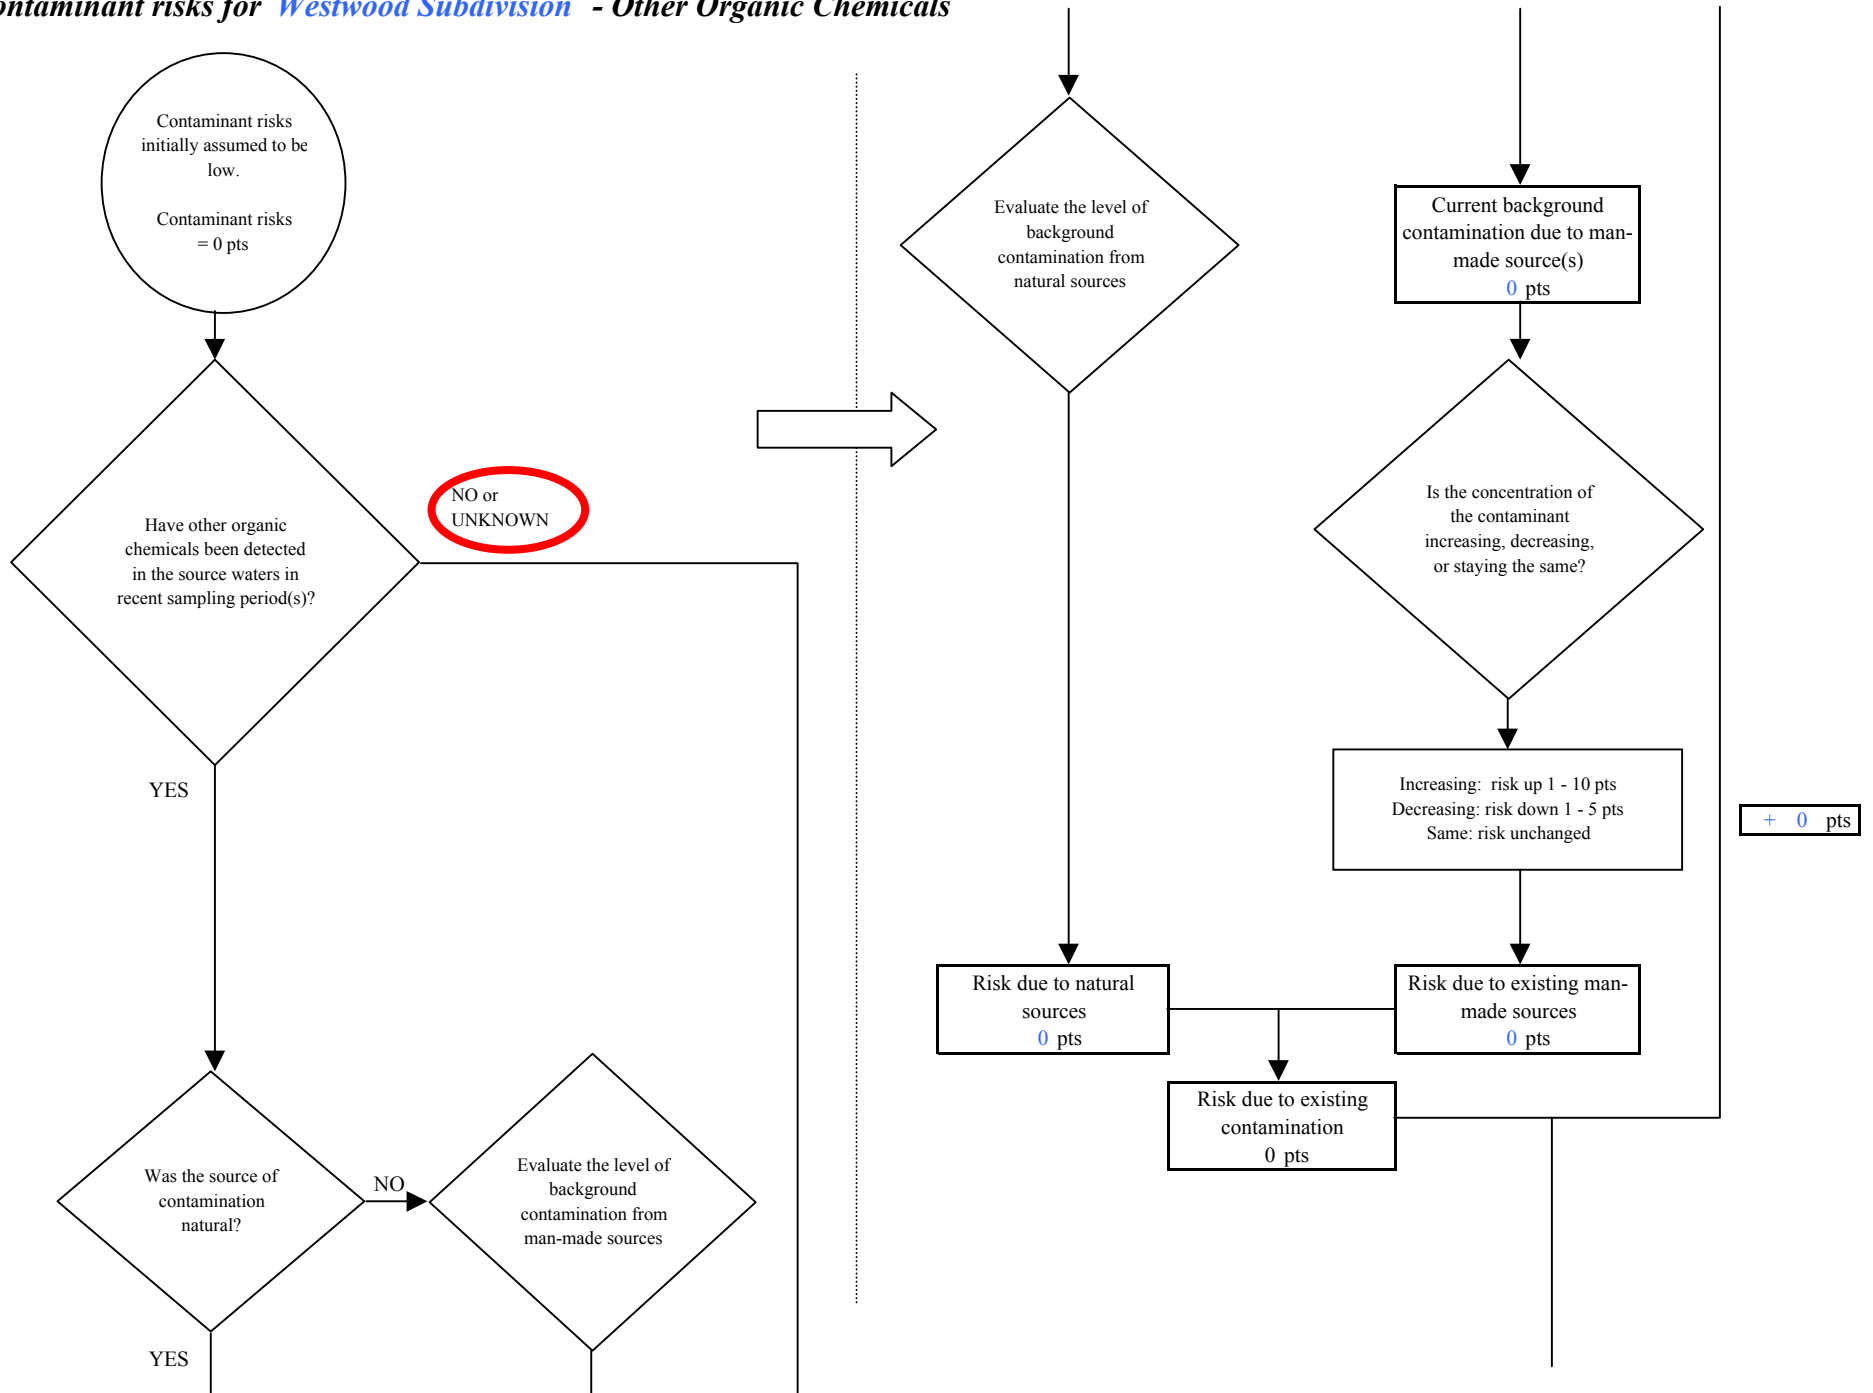 ontaminant risks for Westwood Subdivision - Other Organic Chemicals
Contaminant risks
initially assumed to be
low.
Contaminant risks
= 0 pts
Have other organic
chemicals been detected
in the source waters in
recent sampling period(s)?
NO or
UNKNOWN
YES
Was the source of
contamination
natural?
NO
YES
Evaluate the level of
background
contamination from
man-made sources
Evaluate the level of
background
contamination from
natural sources
Current background
contamination due to man-
made source(s)
0 pts
Is the concentration of
the contaminant
increasing, decreasing,
or staying the same?
Increasing: risk up 1 - 10 pts
Decreasing: risk down 1 - 5 pts
Same: risk unchanged
+ 0 pts
Risk due to natural
sources
0 pts
Risk due to existing man-
made sources
0 pts
Risk due to existing
contamination
0 pts